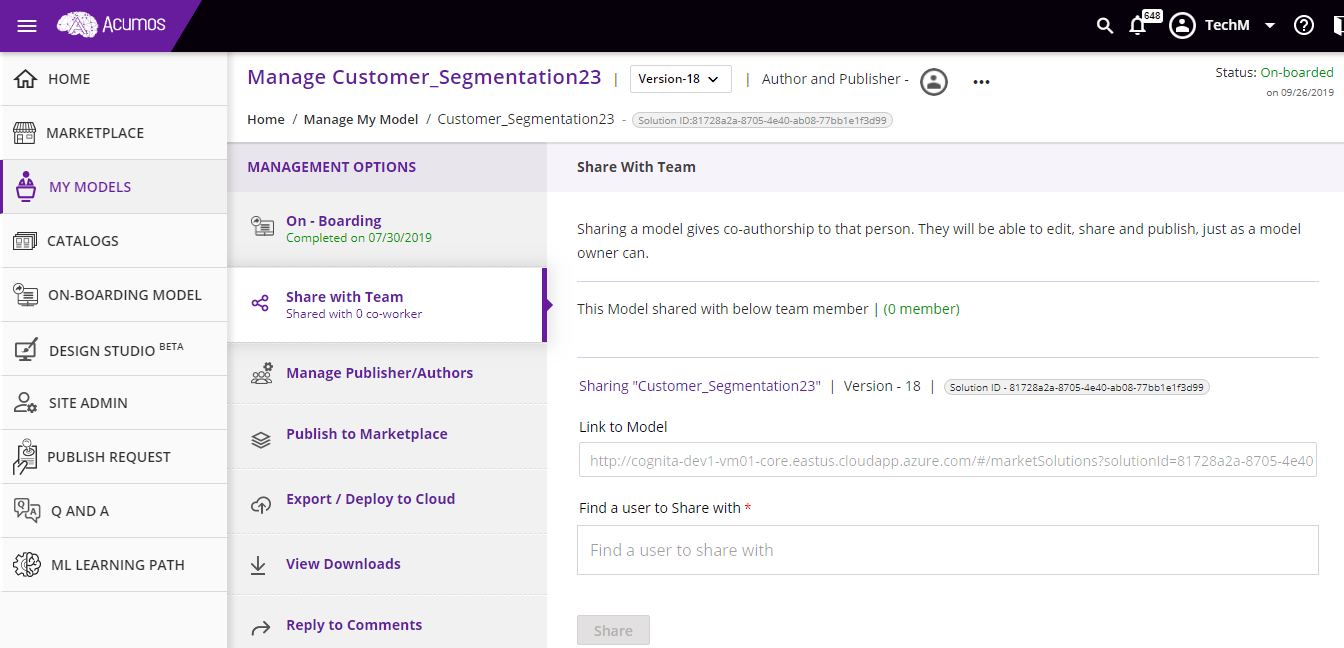 Acumos
648
TechM
HOME
MARKETPLACE
MY MODELS
CATALOGS
ON-BOARDING MODEL
DESIGN STUDIO BETA
SITE ADMIN
PUBLISH REQUEST
Q AND A
ML LEARNING PATH
Manage Customer_Segmentation23 | Version-18 | Author and Publisher -
Status: On-boarded
on 09/26/2019
Home / Manage My Model / Customer_Segmentation23 - Solution ID:81728a2a-8705-4e40-ab08-77bb1e1f3d99
MANAGEMENT OPTIONS
On - Boarding
Completed on 07/30/2019
Share with Team
Shared with 0 co-worker
Manage Publisher/Authors
Publish to Marketplace
Export / Deploy to Cloud
View Downloads
Reply to Comments
Share With Team
Sharing a model gives co-authorship to that person. They will be able to edit, share and publish, just as a model
owner can.
This Model shared with below team member | (0 member)
Sharing "Customer_Segmentation23" | Version - 18 | Solution ID - 81728a2a-8705-4e40-ab08-77bb1e1f3d99
Link to Model
http://cognita-dev1-vm01-core.eastus.cloudapp.azure.com/#/marketSolutions?solutionId=81728a2a-8705-4e40
Find a user to Share with *
Find a user to share with
Share